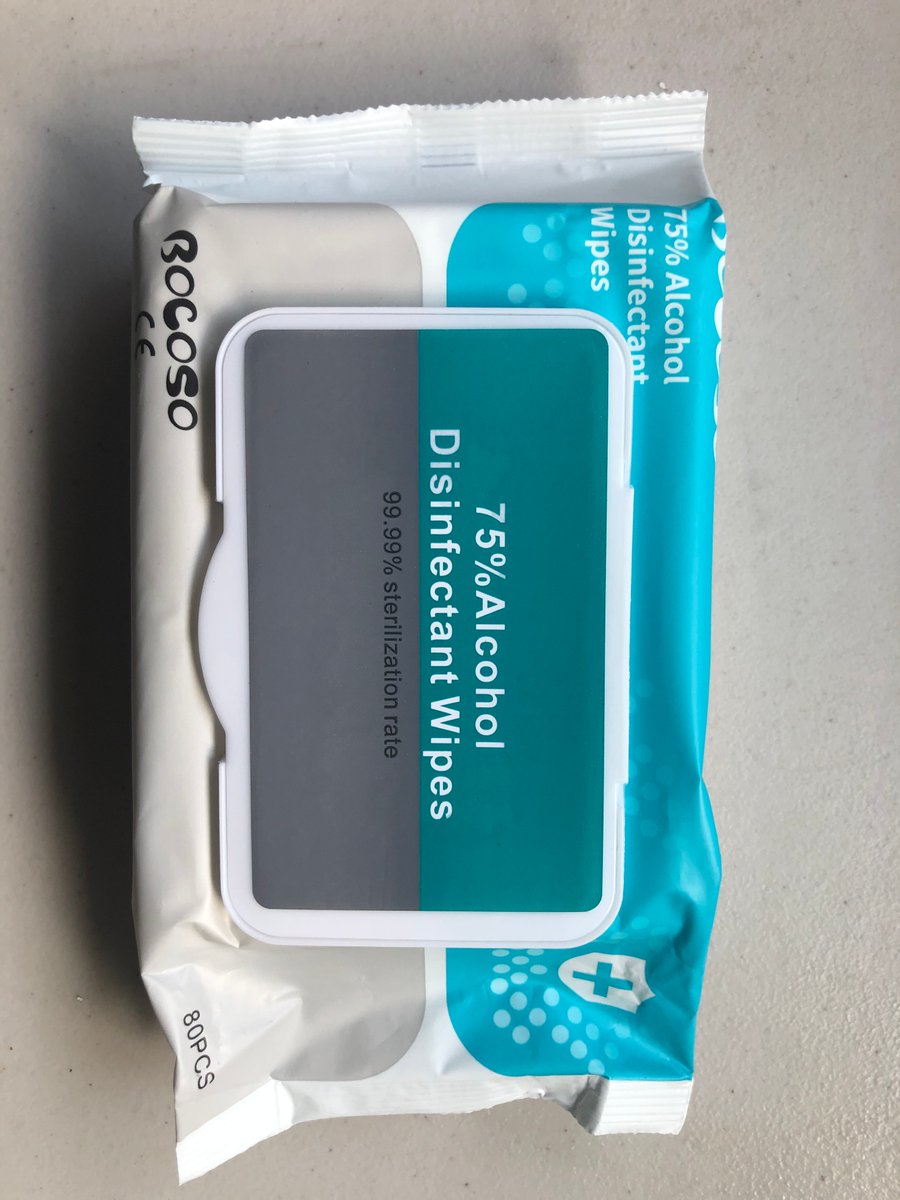 75% Alcohol
Disinfectant
Wipes
75%Alcohol
Disinfectant Wipes
99.99% sterilization rate
BOCOSO
CE
80PCS